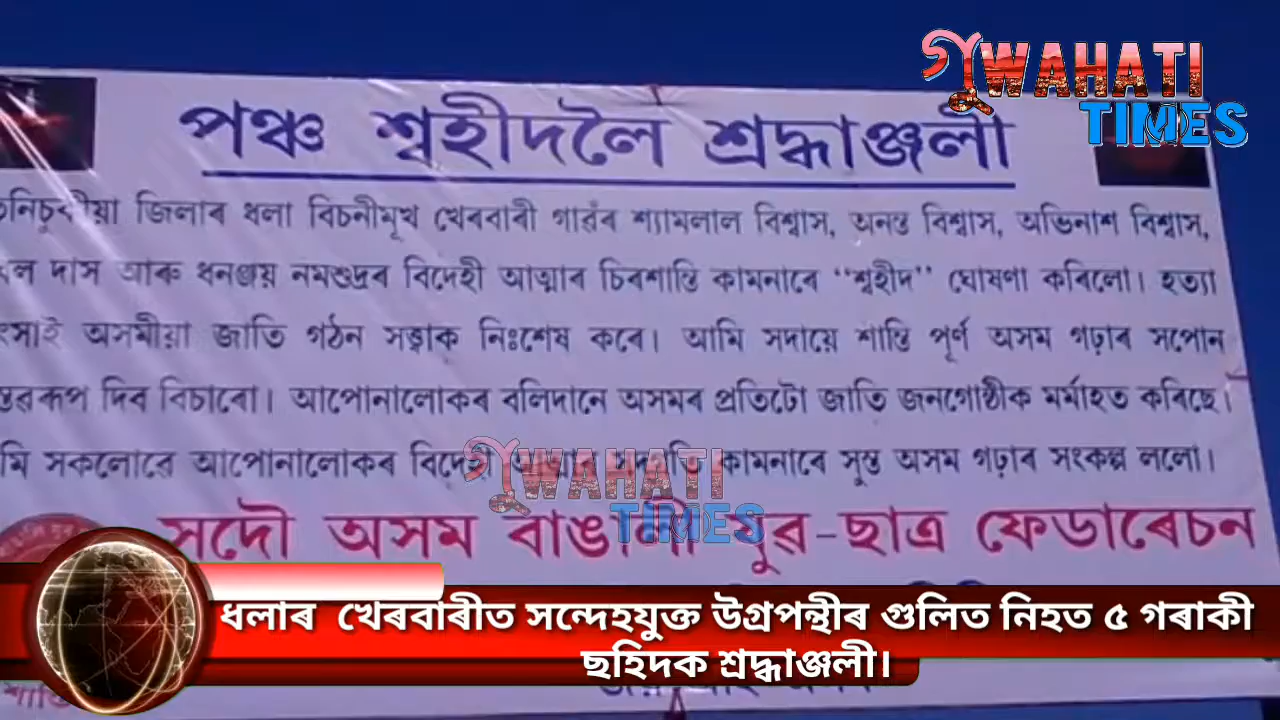 গুWAHATI
TIMES
পঞ্চ শ্বহীদলৈ শ্ৰদ্ধাঞ্জলী
জিলাৰ ধলা বিচনীমূখ খেৰবাৰী গাৱঁৰ শ্যামলাল বিশ্বাস, অনন্ত বিশ্বাস, অভিনাশ বিশ্বাস,
দাস আৰু ধনঞ্জয় নমশুদ্ৰৰ বিদেহী আত্মাৰ চিৰশান্তি কামনাৰে “শ্বহীদ” ঘোষণা কৰিলো। হত্যা
অসমীয়া জাতি গঠন সত্বাক নিঃশেষ কৰে। আমি সদায়ে শান্তি পূৰ্ণ অসম গঢ়াৰ সপোন
দিব বিচাৰো। আপোনালোকৰ বলিদানে অসমৰ প্ৰতিটো জাতি জনগোষ্ঠীক মৰ্মাহত কৰিছে।
সকলোৱে আপোনালোকৰ বিদেহী কামনাৰে সুস্ত অসম গঢ়াৰ সংকল্প ললো।
গুWAHATI
TIMES
সদৌ অসম বাঙালী যুৱ-ছাত্ৰ ফেডাৰেচন
ধলাৰ খেৰবাৰীত সন্দেহযুক্ত উগ্ৰপন্থীৰ গুলিত নিহত ৫ গৰাকী
ছহিদক শ্ৰদ্ধাঞ্জলী।